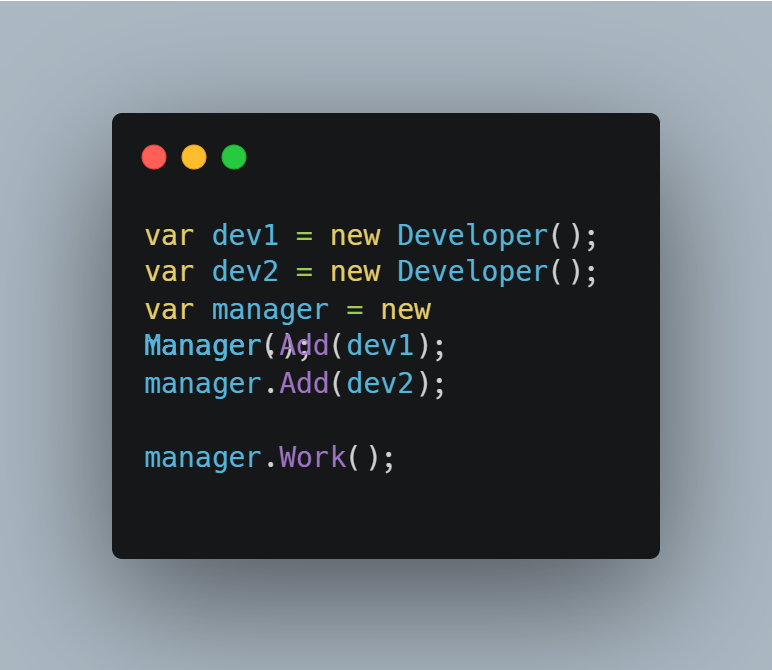 var dev1 = new Developer();
var dev2 = new Developer();
var manager = new
Manager();
manager.Add(dev1);
manager.Add(dev2);
manager.Work();